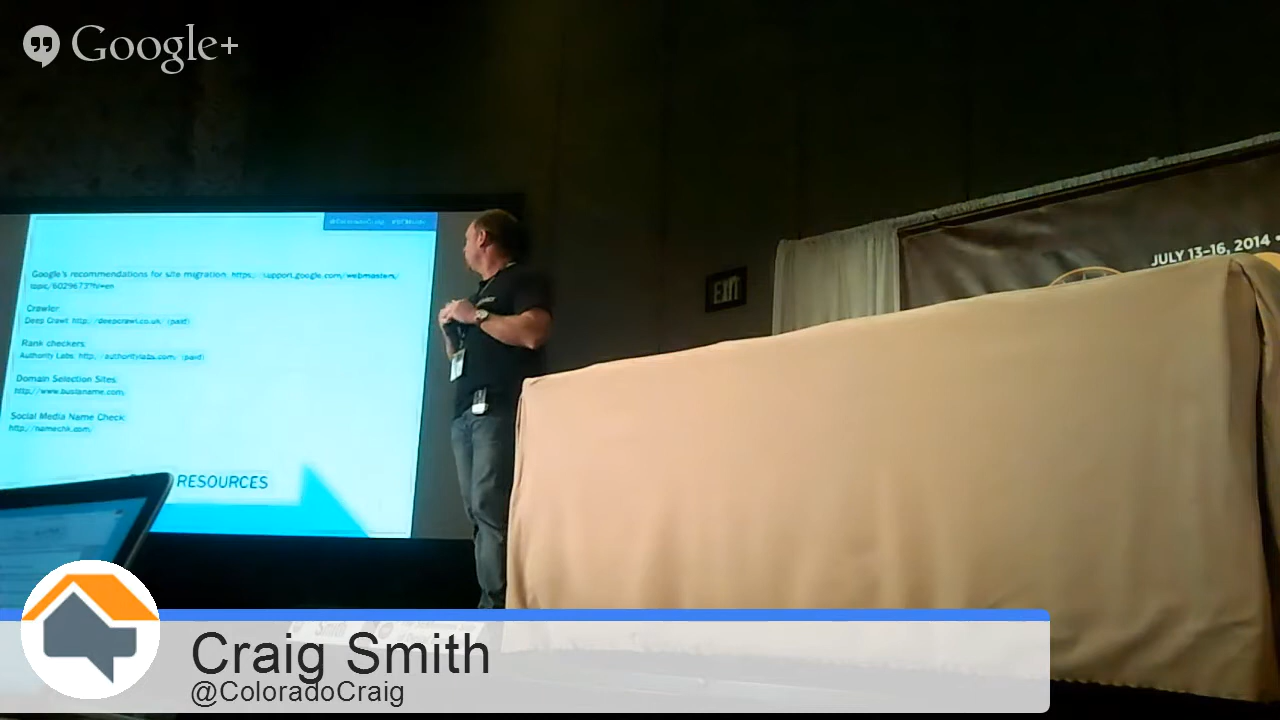 Google+
Google's recommendations for site migration: https://support.google.com/webmasters/
topic/6029673?hl=en
Crawler:
Deep Crawl http://deepcrawl.co.uk/ (paid)
Rank checkers:
Authority Labs: http://authoritylabs.com/ (paid)
Domain Selection Sites:
http://www.bustaname.com
Social Media Name Check:
http://namechk.com/
RESOURCES
EXIT
JULY 13-16, 2014
Smith
Craig Smith
@ColoradoCraig